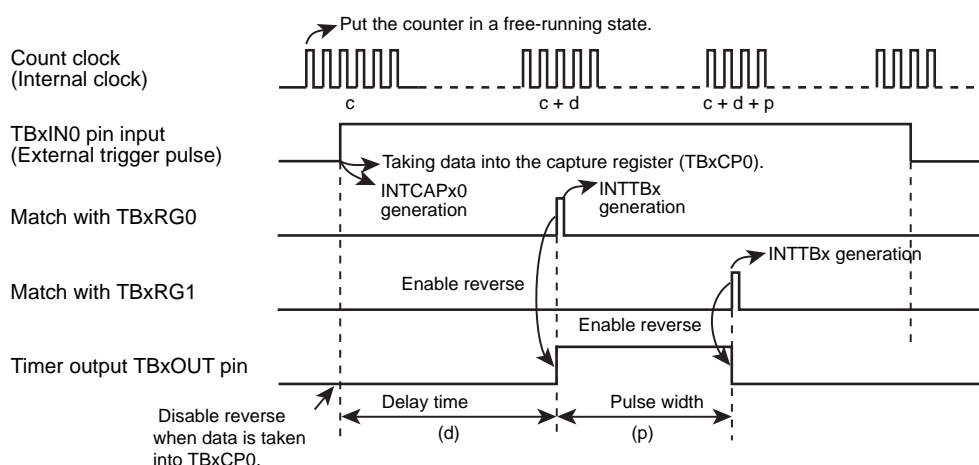 Put the counter in a free-running state.
Count clock
(Internal clock)
c
c + d
c + d + p
TBxIN0 pin input
(External trigger pulse)
Taking data into the capture register (TBxCP0).
INTCAPx0
generation
INTTBx
generation
Match with TBxRG0
INTTBx generation
Enable reverse
Match with TBxRG1
Enable reverse
Timer output TBxOUT pin
Disable reverse
when data is taken
into TBxCP0.
Delay time
(d)
Pulse width
(p)